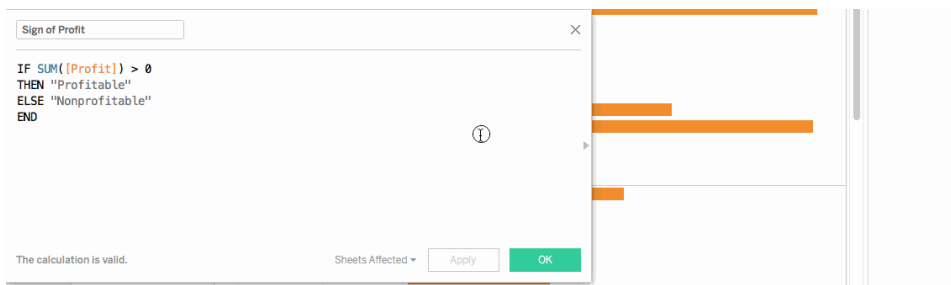 Sign of Profit
IF SUM([Profit]) > 0
THEN "Profitable"
ELSE "Nonprofitable"
END
The calculation is valid.
Sheets Affected
Apply
OK